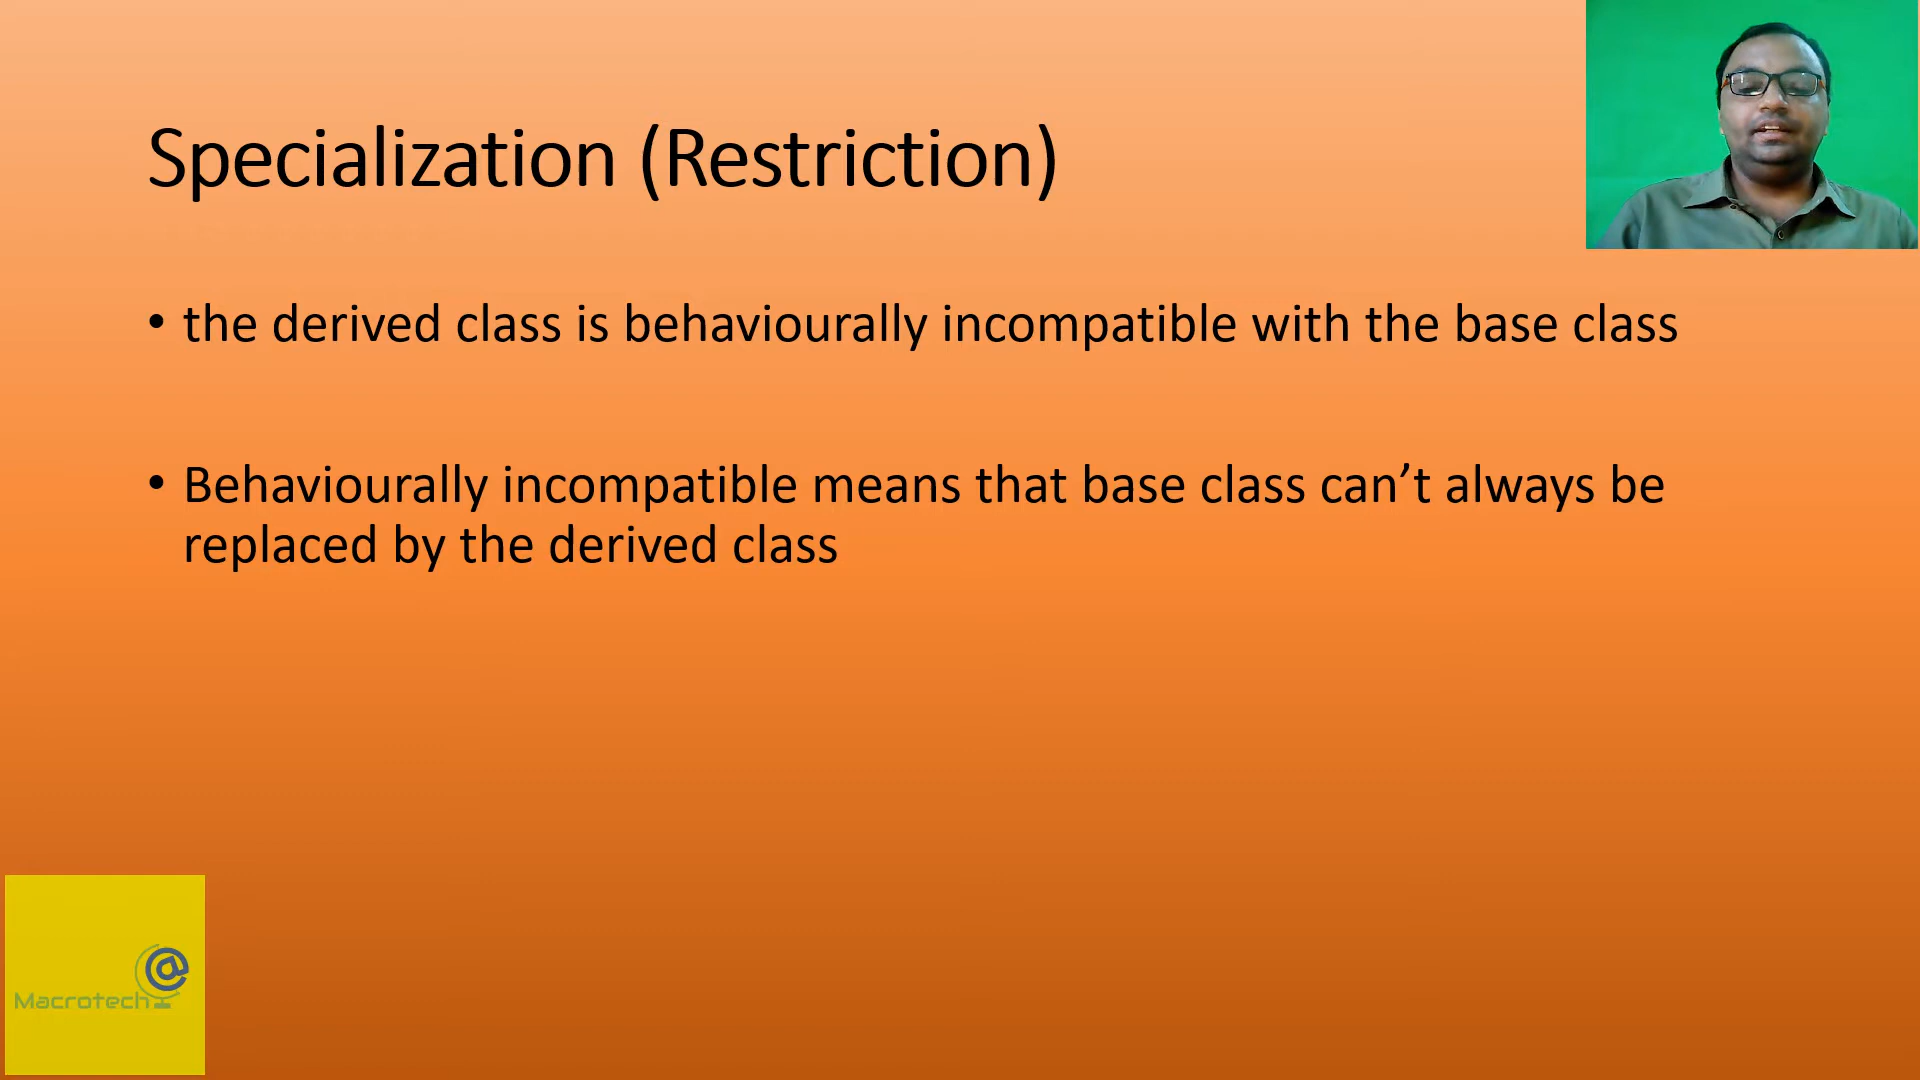 Specialization (Restriction)
• the derived class is behaviourally incompatible with the base class
• Behaviourally incompatible means that base class can’t always be
replaced by the derived class
@
Macrotech